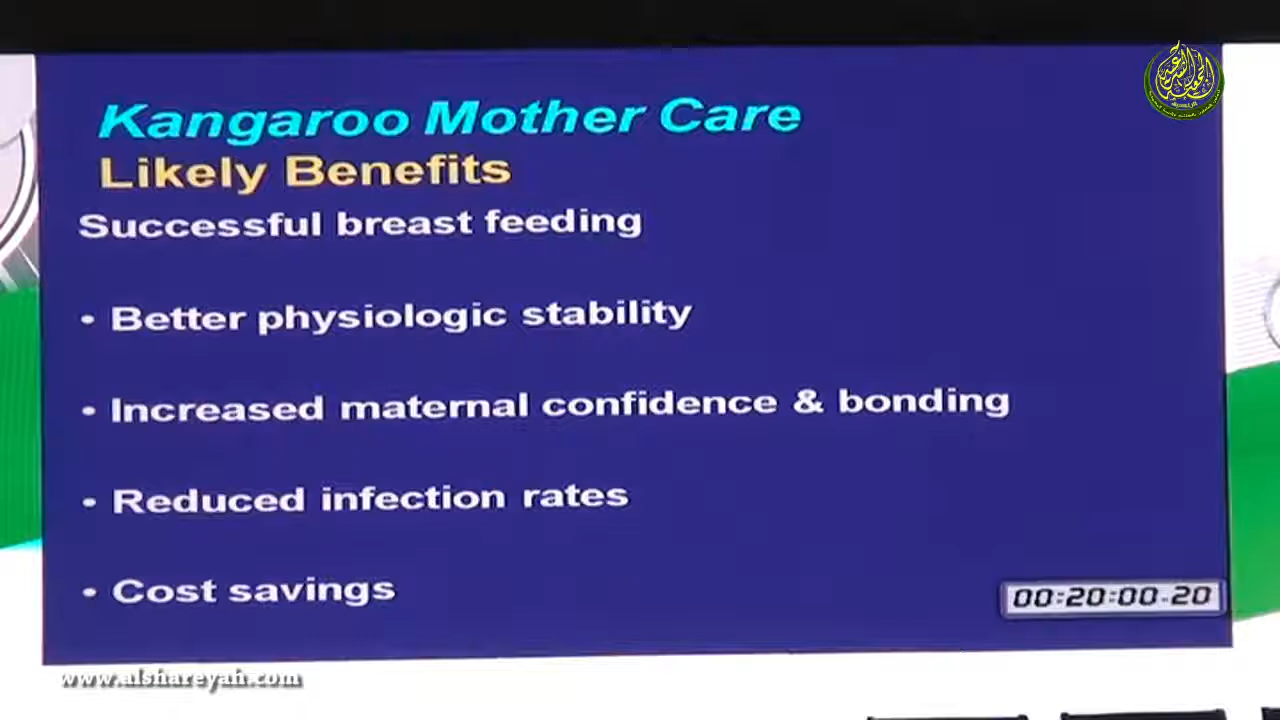 Kangaroo Mother Care
Likely Benefits
Successful breast feeding
• Better physiologic stability
• Increased maternal confidence & bonding
• Reduced infection rates
• Cost savings
00:20:00.20
www.alshareyah.com